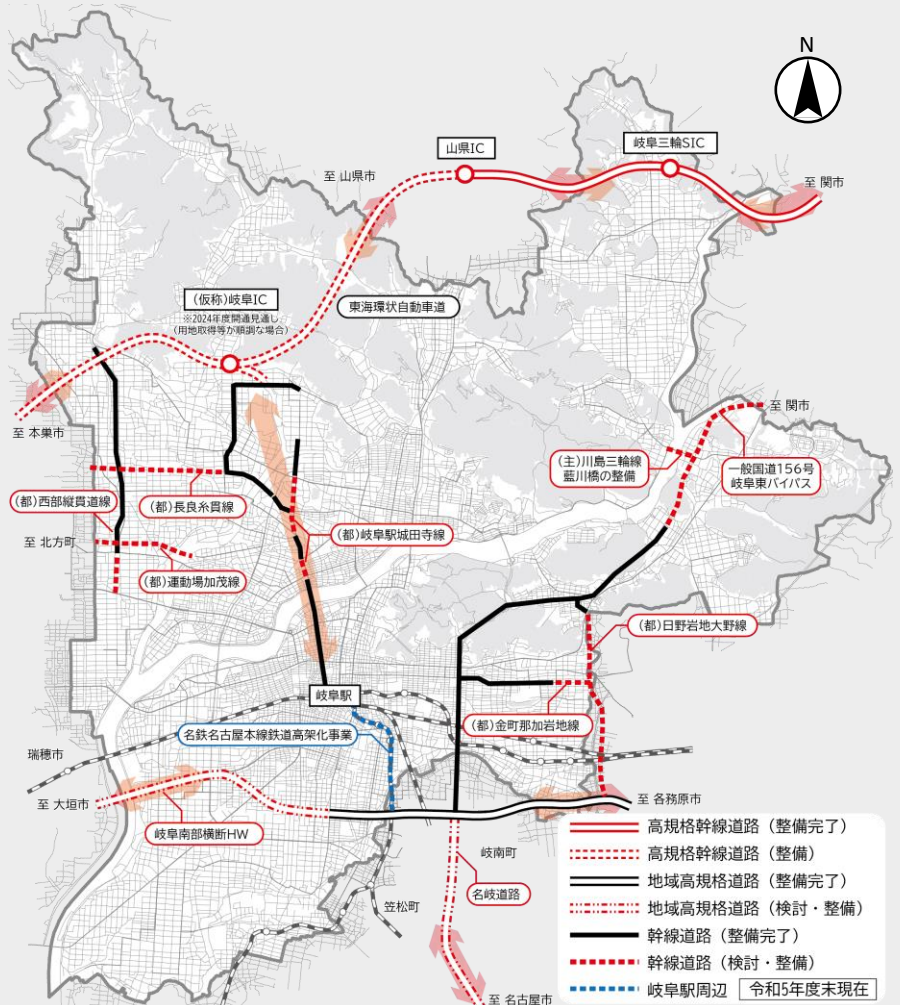 N
山県IC
岐阜三輪SIC
至 山県市
至 関市
(仮称)岐阜IC
※2024年度開通見通し
(用地取得等が順調な場合)
東海環状自動車道
至 本巣市
至 関市
(主)川島三輪線
藍川橋の整備
一般国道156号
岐阜東バイパス
(都)西部縦貫道線
(都)長良糸貫線
至 北方町
(都)岐阜駅城田寺線
(都)運動場加茂線
(都)日野岩地大野線
岐阜駅
(都)金町那加岩地線
名鉄名古屋本線鉄道高架化事業
瑞穂市
至 大垣市
至 各務原市
岐阜南部横断HW
岐南町
名岐道路
笠松町
至 名古屋市
高規格幹線道路(整備完了)
高規格幹線道路(整備)
地域高規格道路(整備完了)
地域高規格道路(検討・整備)
幹線道路(整備完了)
幹線道路(検討・整備)
岐阜駅周辺
令和5年度末現在